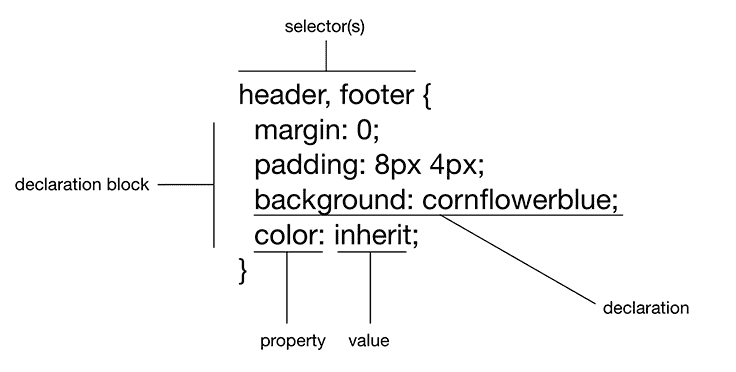 selector(s)
header, footer {
margin: 0;
padding: 8px 4px;
declaration block
background: cornflowerblue;
color: inherit;
}
declaration
property
value